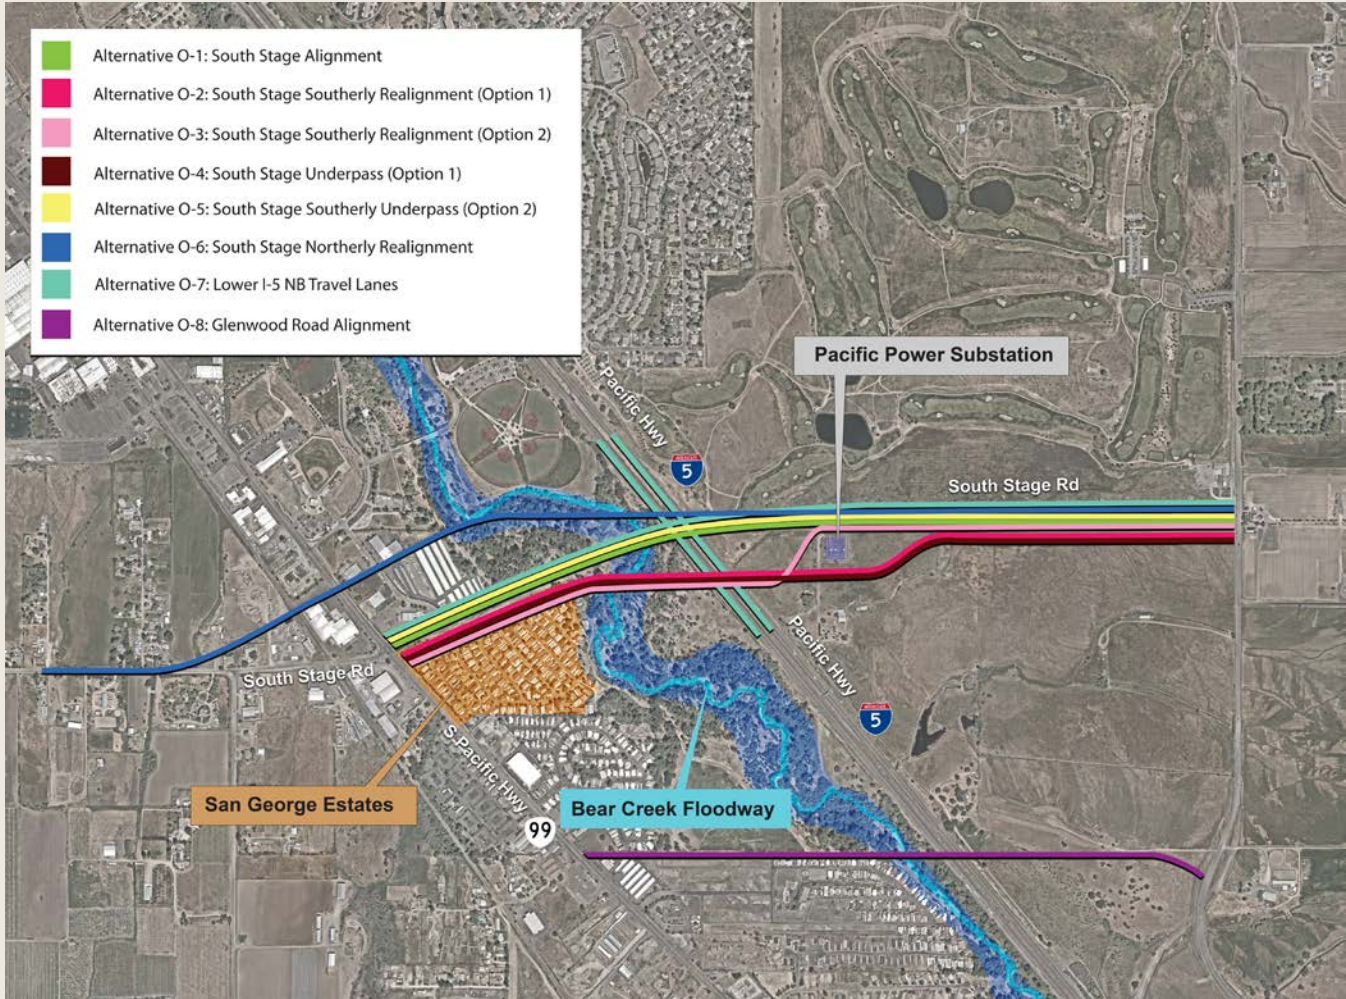 Alternative O-1: South Stage Alignment
Alternative O-2: South Stage Southerly Realignment (Option 1)
Alternative O-3: South Stage Southerly Realignment (Option 2)
Alternative O-4: South Stage Underpass (Option 1)
Alternative O-5: South Stage Southerly Underpass (Option 2)
Alternative O-6: South Stage Northerly Realignment
Alternative O-7: Lower I-5 NB Travel Lanes
Alternative O-8: Glenwood Road Alignment
Pacific Power Substation
Pacific Hwy
5
South Stage Rd
Pacific Hwy
5
South Stage Rd
S Pacific Hwy
99
San George Estates
Bear Creek Floodway